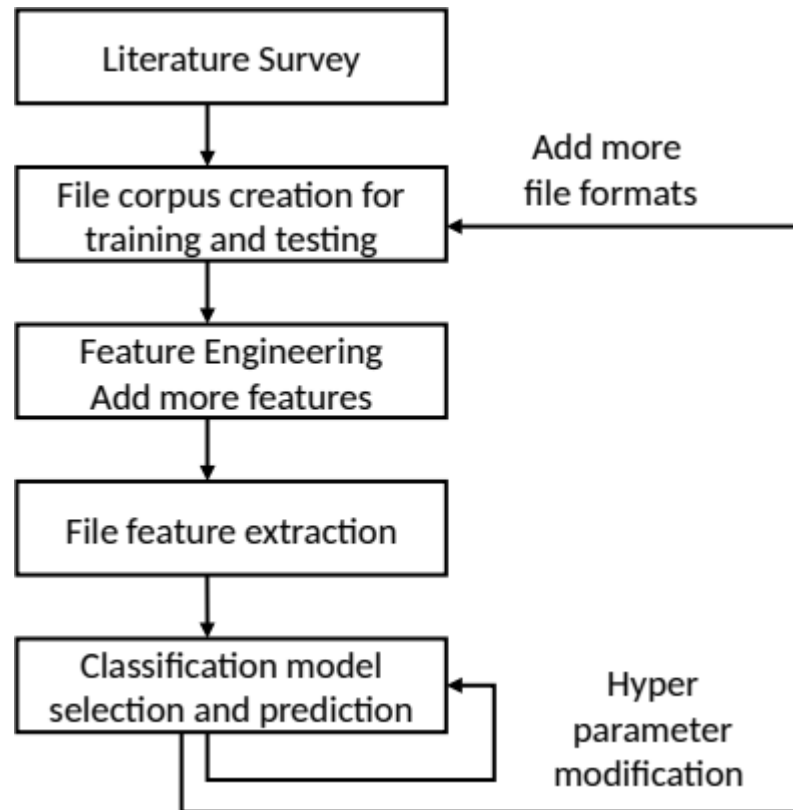 Literature Survey
File corpus creation for
training and testing
Add more
file formats
Feature Engineering
Add more features
File feature extraction
Classification model
selection and prediction
Hyper
parameter
modification